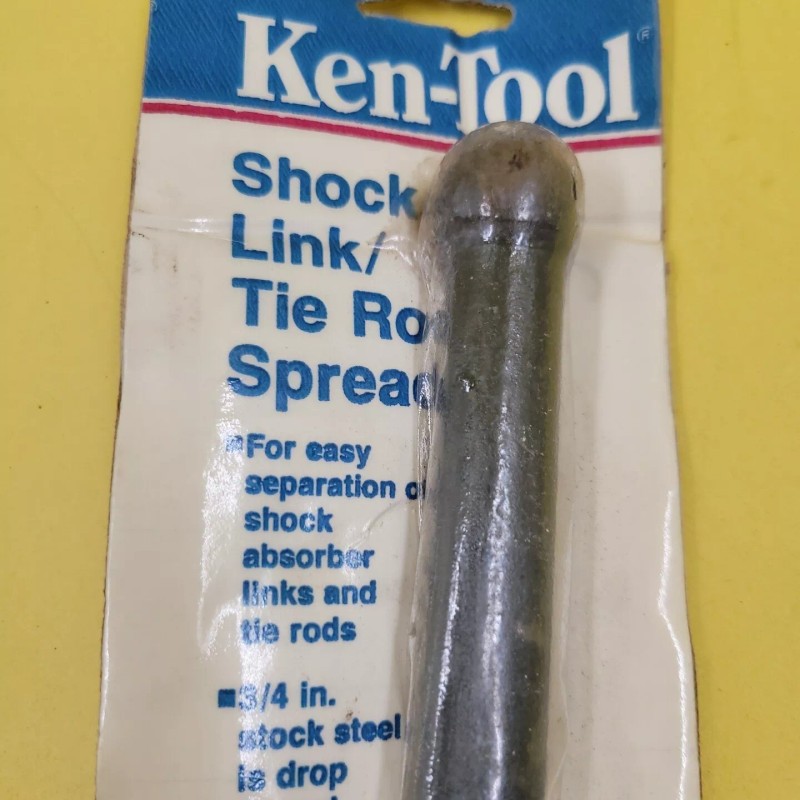 Ken-Tool®
Shock
Link/
Tie Ro
Spread
■For easy
separation o
shock
absorber
links and
tie rods
■3/4 in.
stock steel
is drop